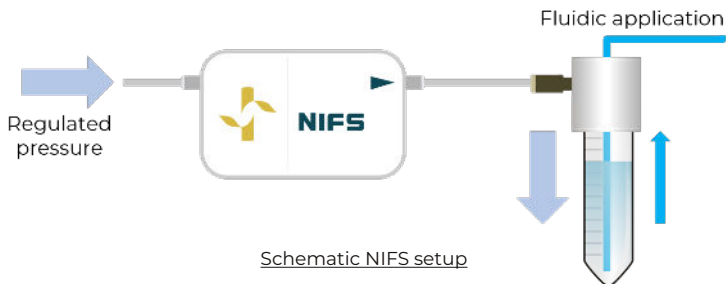 Fluidic application
Regulated
pressure
NIFS
Schematic NIFS setup